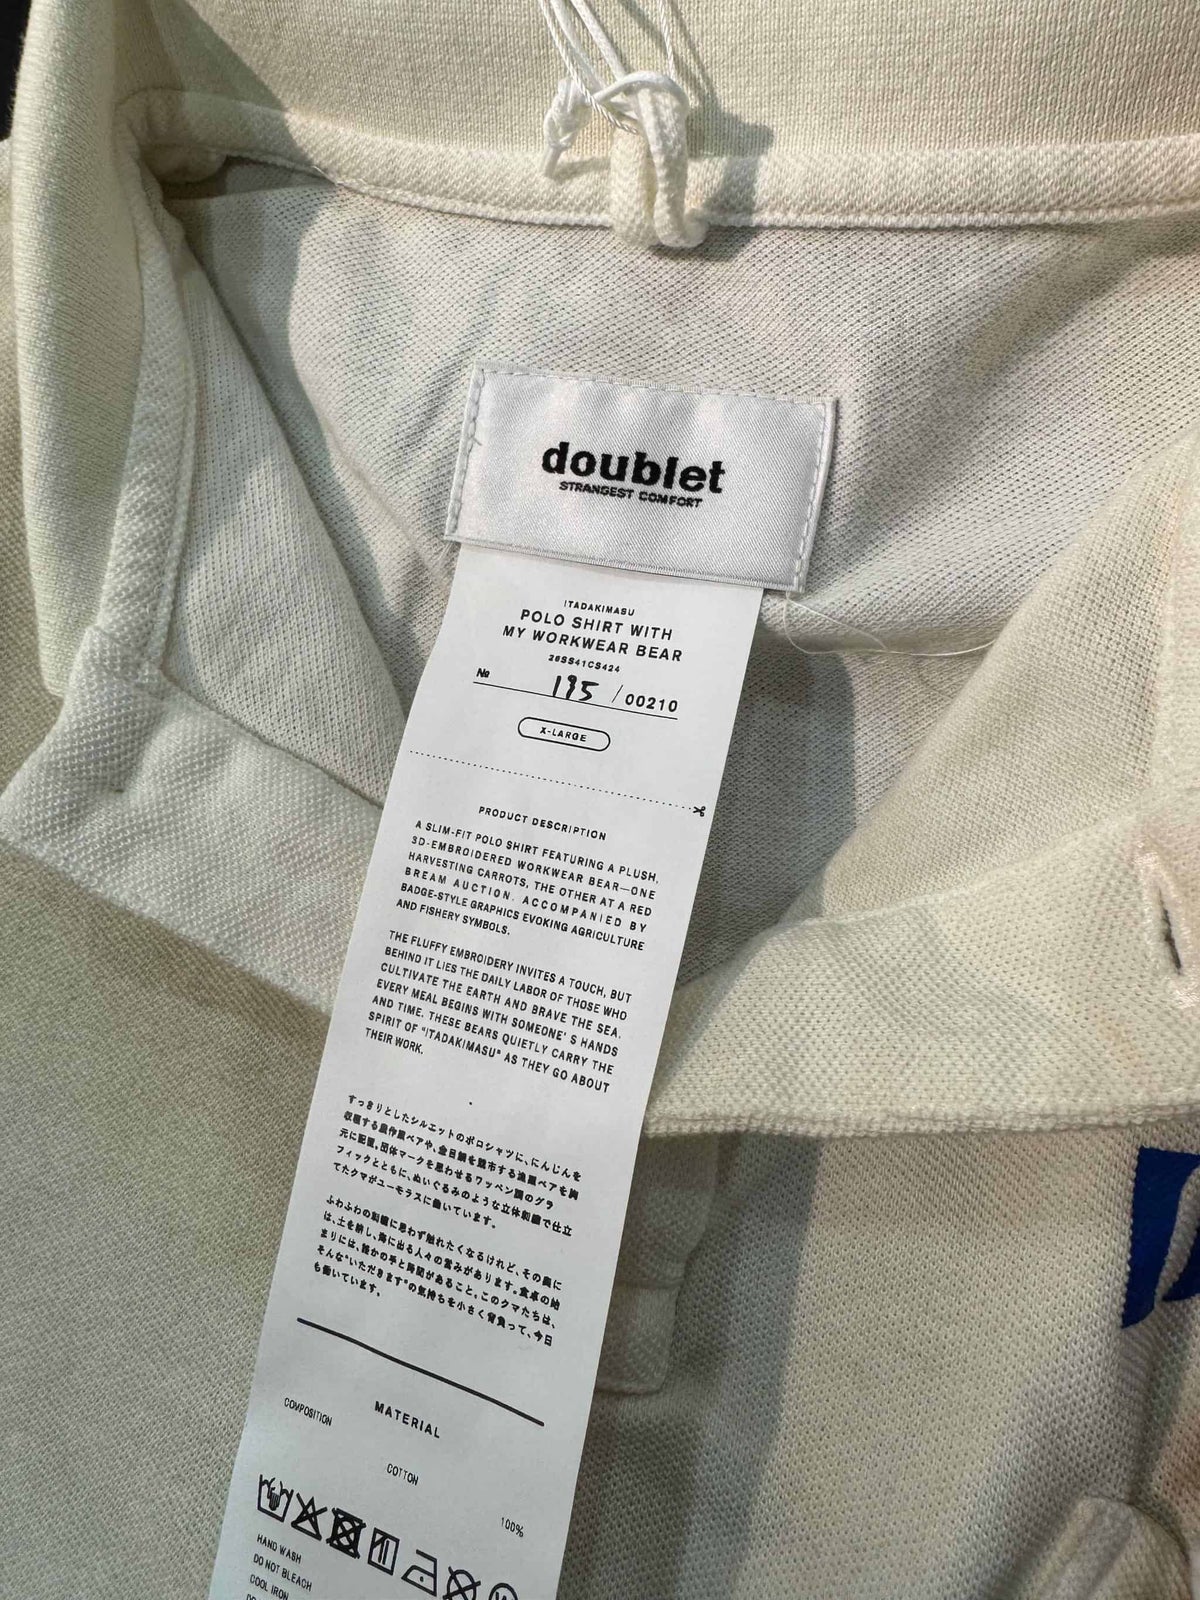 doublet
STRANGEST COMFORT
ITADAKIMASU
POLO SHIRT WITH
MY WORKWEAR BEAR
26SS41CS424
№ 195 / 00210
X-LARGE
PRODUCT DESCRIPTION
A SLIM-FIT POLO SHIRT FEATURING A PLUSH,
3D-EMBROIDERED WORKWEAR BEAR—ONE
HARVESTING CARROTS, THE OTHER AT A RED
BREAM AUCTION. ACCOMPANIED BY
BADGE-STYLE GRAPHICS EVOKING AGRICULTURE
AND FISHERY SYMBOLS.
THE FLUFFY EMBROIDERY INVITES A TOUCH, BUT
BEHIND IT LIES THE DAILY LABOR OF THOSE WHO
CULTIVATE THE EARTH AND BRAVE THE SEA.
EVERY MEAL BEGINS WITH SOMEONE'S HANDS
AND TIME. THESE BEARS QUIETLY CARRY THE
SPIRIT OF "ITADAKIMASU" AS THEY GO ABOUT
THEIR WORK.
すっきりとしたシルエットのポロシャツに、にんじんを
収穫する農作業ベアや、金目鯛を競市する漁業ベアを胸
元に配置。団体マークを思わせるワッペン調のグラ
フィックとともに、ぬいぐるみのような立体刺繍で仕立
てたクマがユーモラスに働いています。
ふわふわの刺繍に思わず触れたくなるけれど、その奥に
は、土を耕し、海に出る人々の営みがあります。食卓の始
まりには、誰かの手と時間があること。このクマたちは、
そんな"いただきます"の気持ちを小さく背負って、今日
も働いています。
MATERIAL
COMPOSITION
COTTON
100%
HAND WASH
DO NOT BLEACH
COOL IRON